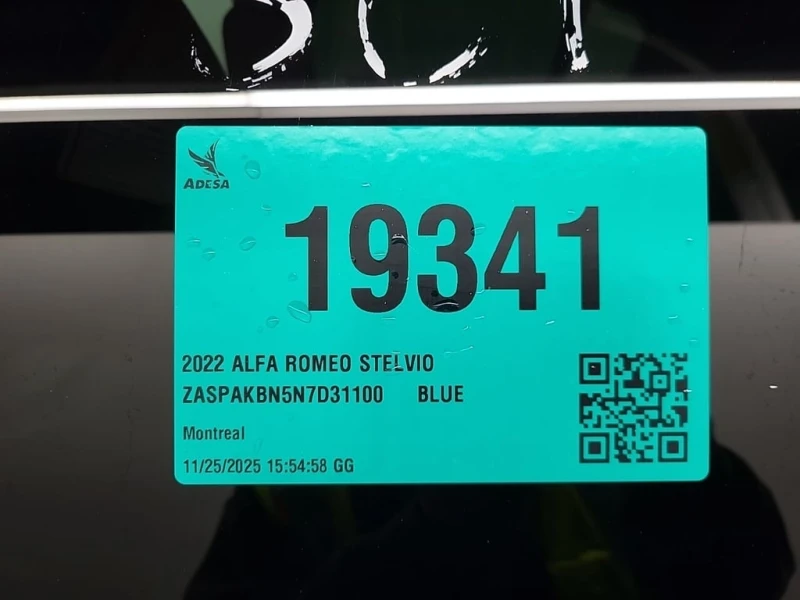 ADESA
19341
2022 ALFA ROMEO STELVIO
ZASPAKBN5N7D31100 BLUE
Montreal
11/25/2025 15:54:58 GG